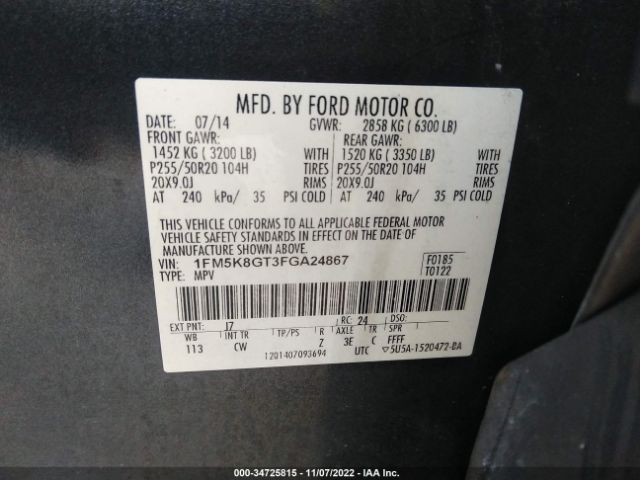 MFD. BY FORD MOTOR CO.
DATE: 07/14 GVWR: 2858 KG ( 6300 LB)
FRONT GAWR: REAR GAWR:
1452 KG ( 3200 LB) WITH 1520 KG ( 3350 LB) WITH
P255/50R20 104H TIRES P255/50R20 104H TIRES
20X9.0J RIMS 20X9.0J RIMS
AT 240 kPa/ 35 PSI COLD AT 240 kPa/ 35 PSI COLD
THIS VEHICLE CONFORMS TO ALL APPLICABLE FEDERAL MOTOR
VEHICLE SAFETY STANDARDS IN EFFECT ON THE DATE OF
MANUFACTURE SHOWN ABOVE.
VIN: 1FM5K8GT3FGA24867 F0185
TYPE: MPV T0122
EXT PNT: J7 RC: 24 DSO:
WB INT TR TP/PS R AXLE TR SPR
113 CW Z 3E C FFFF
1201407093694 UTC ▽5U5A-1520472-BA
000-34725815 - 11/07/2022 - IAA Inc.